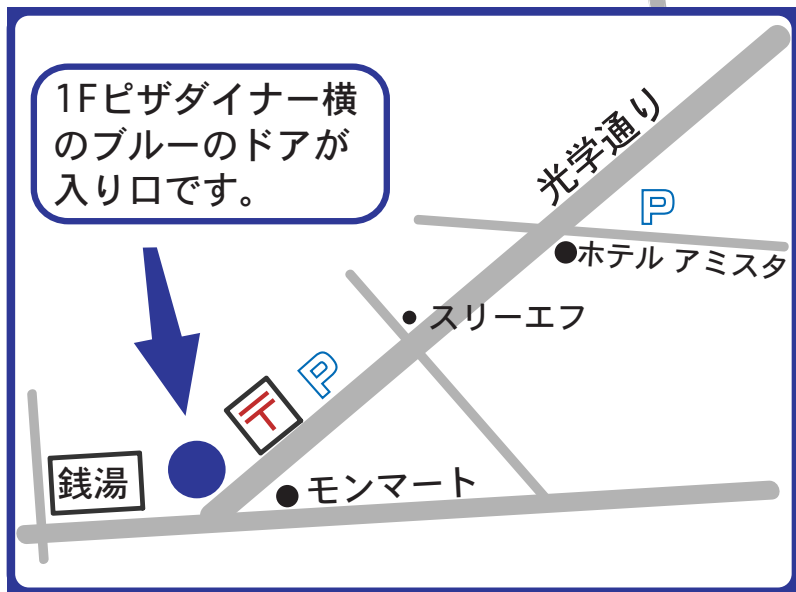 1Fピザダイナー横
のブルーのドアが
入り口です。
光学通り
P
ホテル アミスタ
スリーエフ
P
〒
銭湯
モンマート